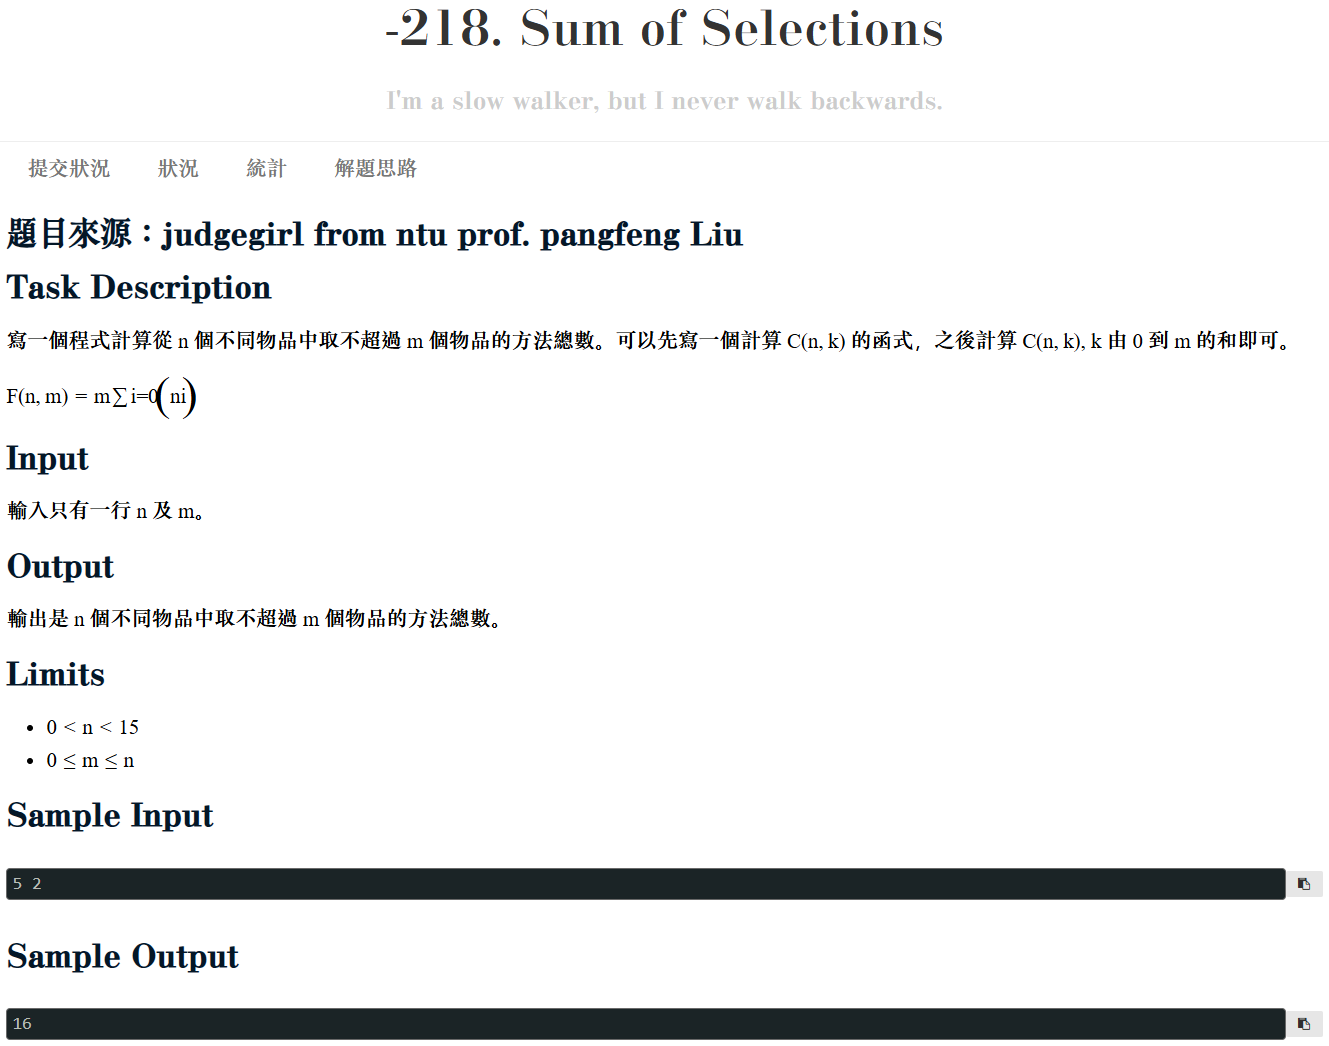 -218. Sum of Selections
I'm a slow walker, but I never walk backwards.
提交狀況 狀況 統計 解題思路
題目來源：judgegirl from ntu prof. pangfeng Liu
Task Description
寫一個程式計算從 n 個不同物品中取不超過 m 個物品的方法總數。可以先寫一個計算 C(n, k) 的函式，之後計算 C(n, k), k 由 0 到 m 的和即可。
F(n, m) = m∑i=0(ni)
Input
輸入只有一行 n 及 m。
Output
輸出是 n 個不同物品中取不超過 m 個物品的方法總數。
Limits
• 0 < n < 15
• 0 ≤ m ≤ n
Sample Input
5 2
Sample Output
16